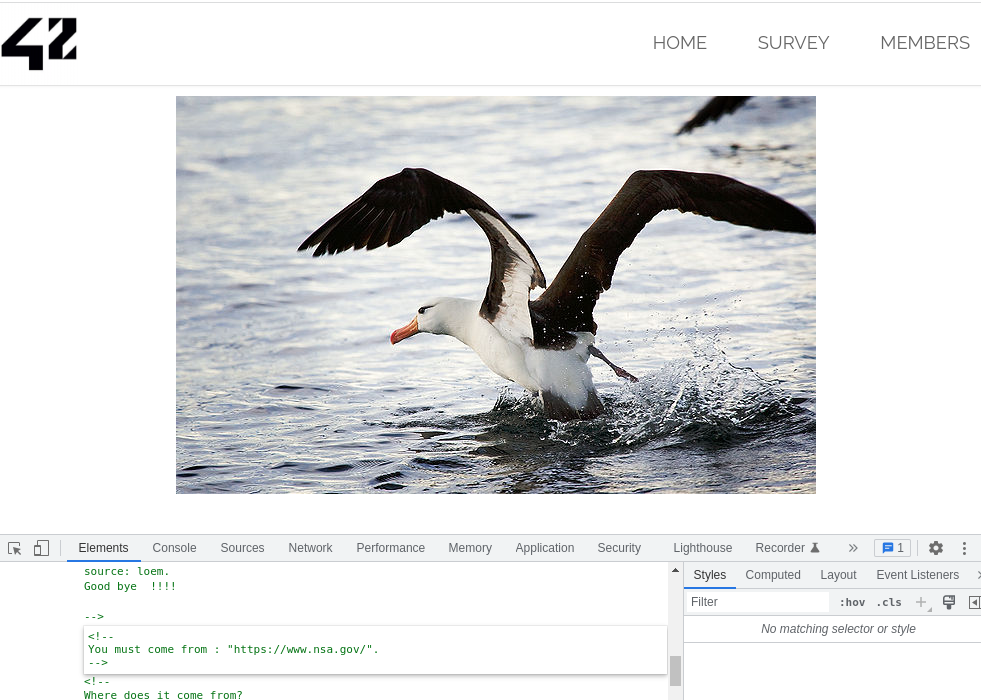 42
HOME SURVEY MEMBERS
Elements Console Sources Network Performance Memory Application Security Lighthouse Recorder 1
source: loem.
Good bye  !!!!
-->
<!--
You must come from : "https://www.nsa.gov/".
-->
<!--
Where does it come from?
Styles Computed Layout Event Listeners
Filter :hov .cls
No matching selector or style